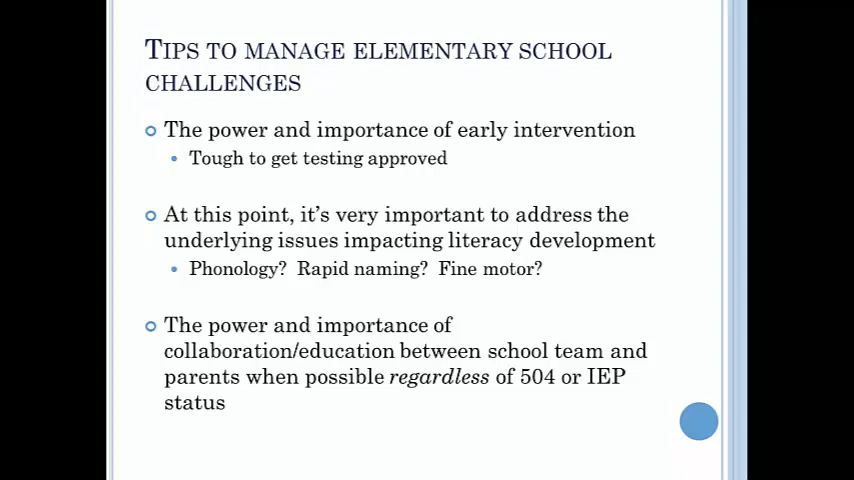 TIPS TO MANAGE ELEMENTARY SCHOOL
CHALLENGES
The power and importance of early intervention
Tough to get testing approved
At this point, it's very important to address the
underlying issues impacting literacy development
Phonology? Rapid naming? Fine motor?
The power and importance of
collaboration/education between school team and
parents when possible regardless of 504 or IEP
status